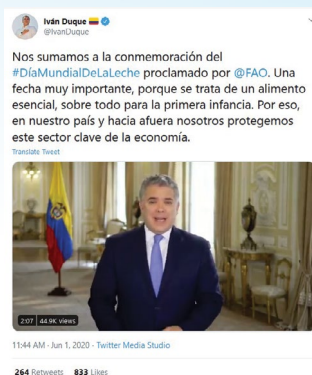 Iván Duque
@IvanDuque
Nos sumamos a la conmemoración del
#DíaMundialDeLaLeche proclamado por @FAO. Una
fecha muy importante, porque se trata de un alimento
esencial, sobre todo para la primera infancia. Por eso,
en nuestro país y hacia afuera nosotros protegemos
este sector clave de la economía.
Translate Tweet
2:07 44.9K views
11:44 AM · Jun 1, 2020 · Twitter Media Studio
264 Retweets 833 Likes